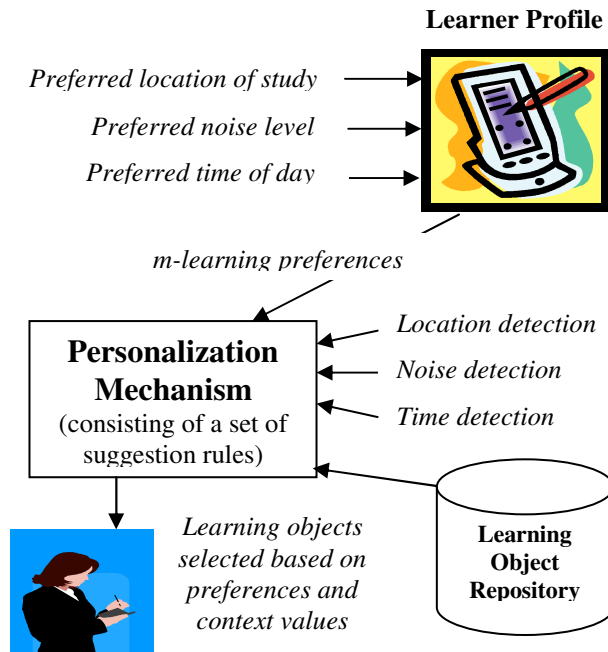 Learner Profile
Preferred location of study
Preferred noise level
Preferred time of day
m-learning preferences
Personalization
Mechanism
(consisting of a set of
suggestion rules)
Location detection
Noise detection
Time detection
Learning objects
selected based on
preferences and
context values
Learning
Object
Repository